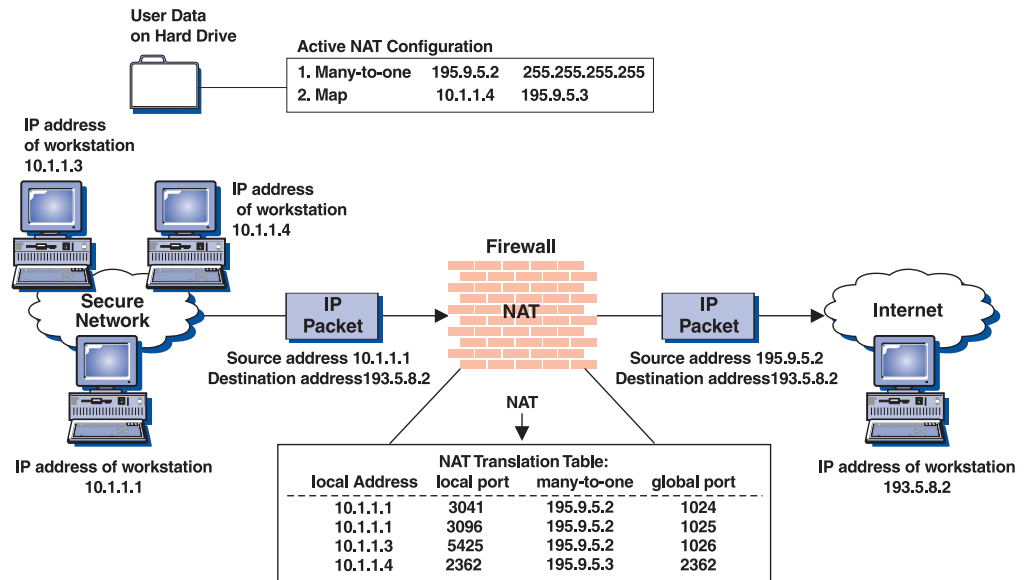 User Data
on Hard Drive
Active NAT Configuration
1. Many-to-one 195.9.5.2 255.255.255.255
2. Map 10.1.1.4 195.9.5.3
IP address
of workstation
10.1.1.3
IP address
of workstation
10.1.1.4
Secure
Network
IP
Packet
Source address 10.1.1.1
Destination address193.5.8.2
Firewall
NAT
IP
Packet
Source address 195.9.5.2
Destination address193.5.8.2
Internet
IP address of workstation
10.1.1.1
NAT
IP address of workstation
193.5.8.2
NAT Translation Table:
local Address local port many-to-one global port
10.1.1.1 3041 195.9.5.2 1024
10.1.1.1 3096 195.9.5.2 1025
10.1.1.3 5425 195.9.5.2 1026
10.1.1.4 2362 195.9.5.3 2362